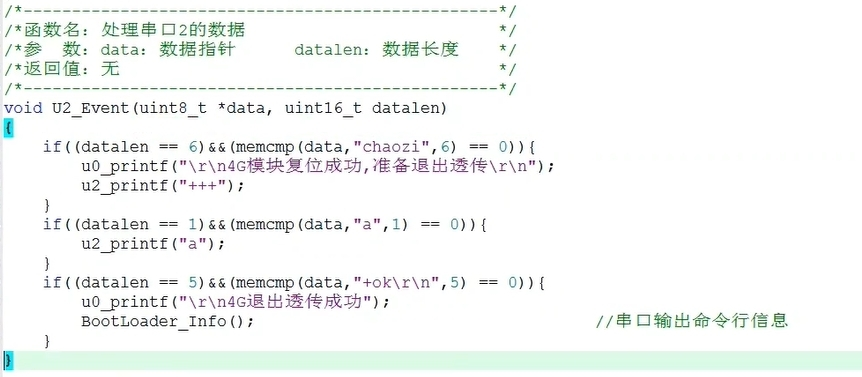 /*-------------------------------------------------*/
/*函数名：处理串口2的数据                          */
/*参  数：data：数据指针      datalen：数据长度    */
/*返回值：无                                       */
/*-------------------------------------------------*/
void U2_Event(uint8_t *data, uint16_t datalen)
{
    if((datalen == 6)&&(memcmp(data,"chaozi",6) == 0)){
        u0_printf("\r\n4G模块复位成功,准备退出透传\r\n");
        u2_printf("+++");
    }
    if((datalen == 1)&&(memcmp(data,"a",1) == 0)){
        u2_printf("a");
    }
    if((datalen == 5)&&(memcmp(data,"+ok\r\n",5) == 0)){
        u0_printf("\r\n4G退出透传成功");
        BootLoader_Info();                                   //串口输出命令行信息
    }
}